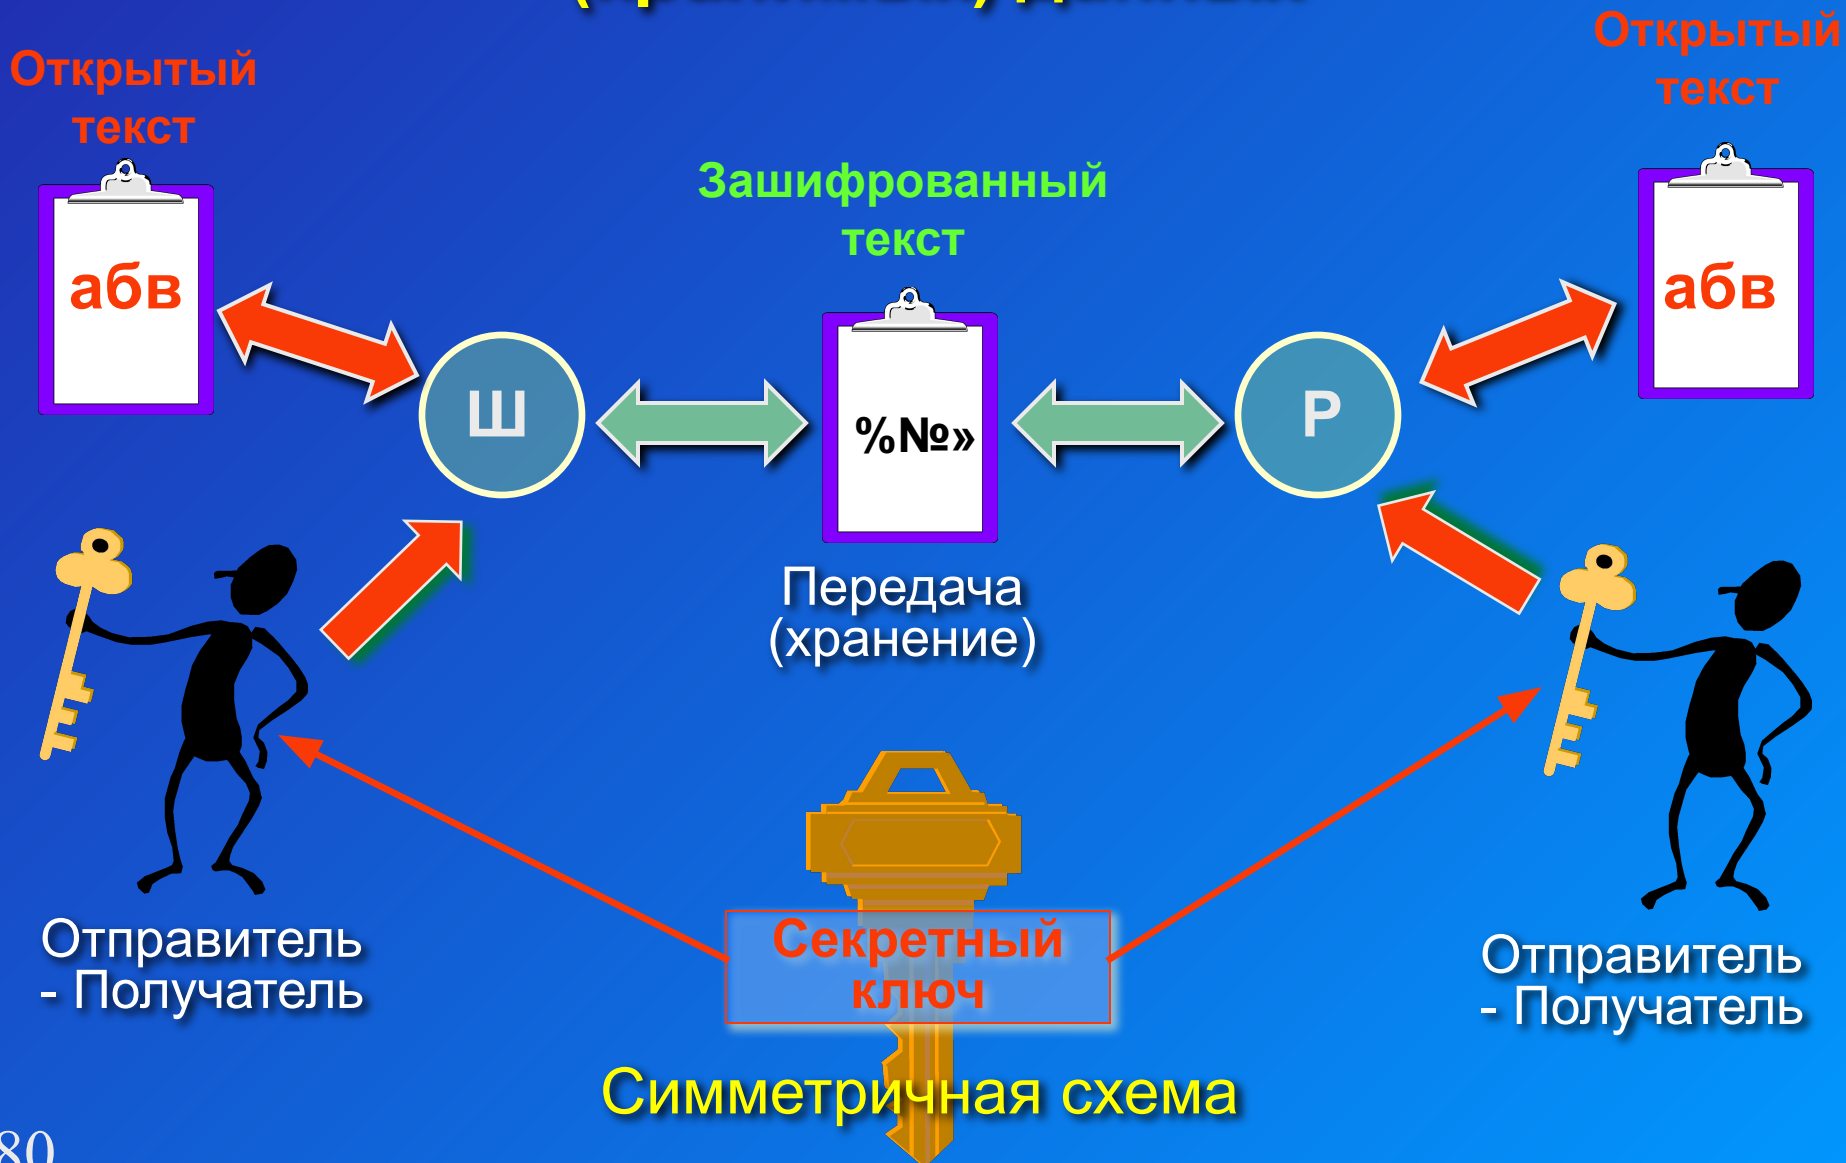 Открытый
текст
Открытый
текст
Зашифрованный
текст
абв
абв
Ш
%№»
Р
Передача
(хранение)
Секретный
ключ
Отправитель
- Получатель
Отправитель
- Получатель
Симметричная схема
80